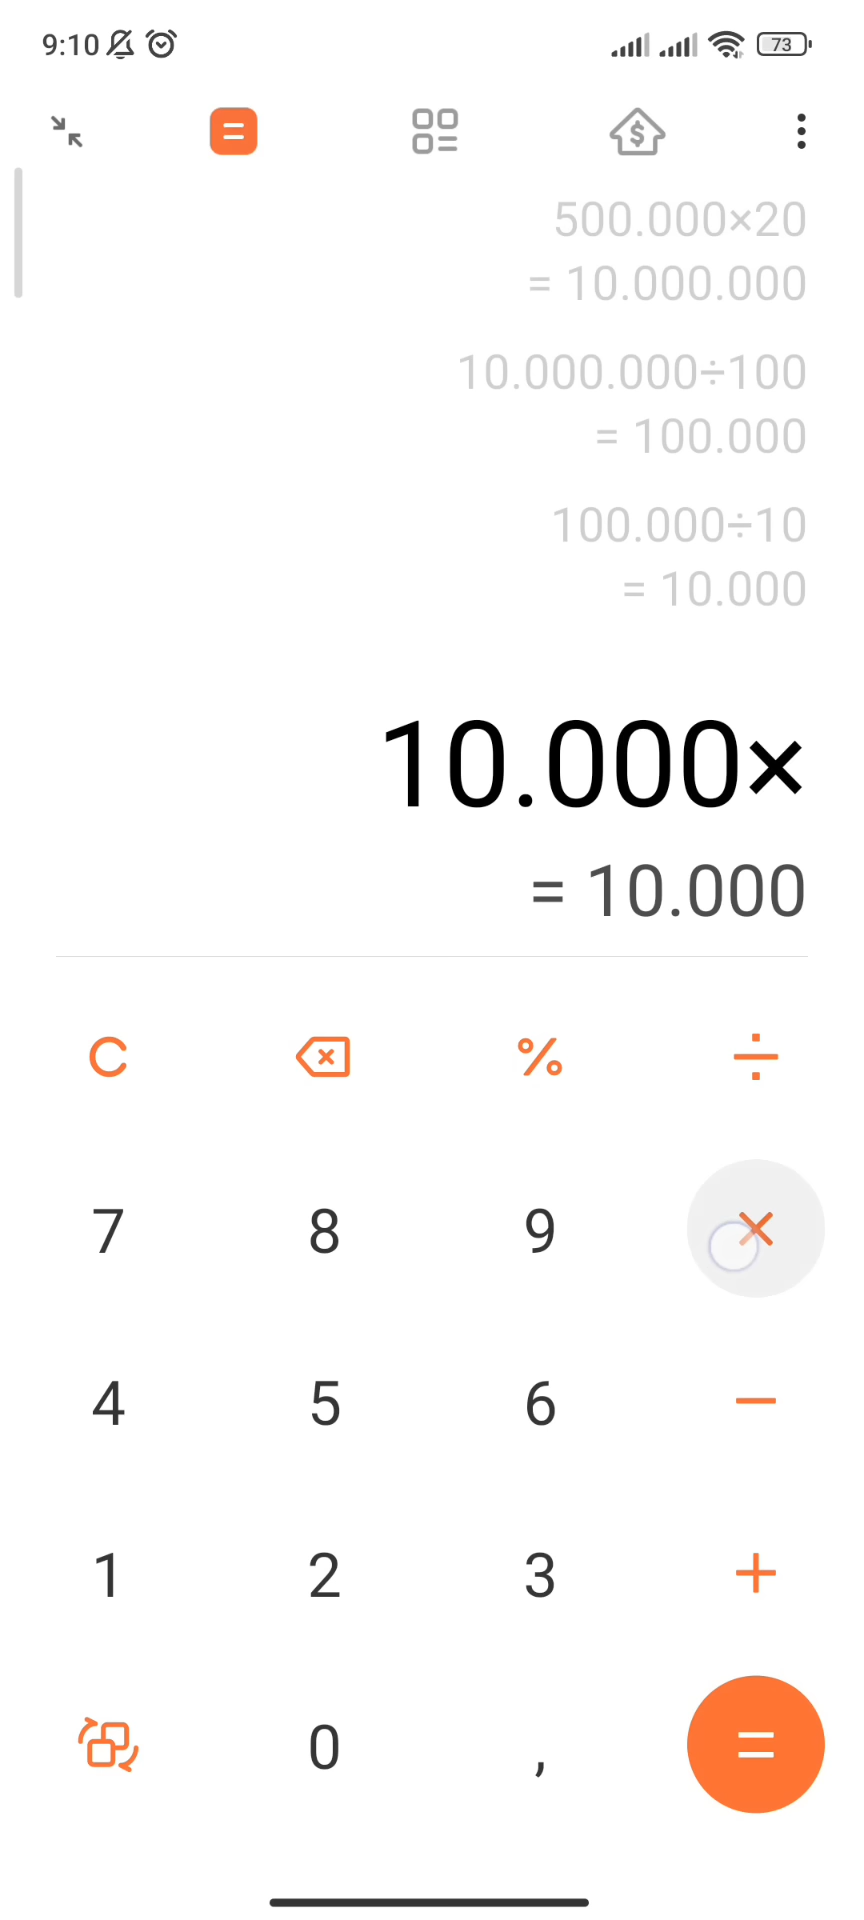 9:10
73
500.000×20
= 10.000.000
10.000.000÷100
= 100.000
100.000÷10
= 10.000
10.000×
= 10.000
C % ÷
7 8 9 ×
4 5 6 −
1 2 3 +
0 , =